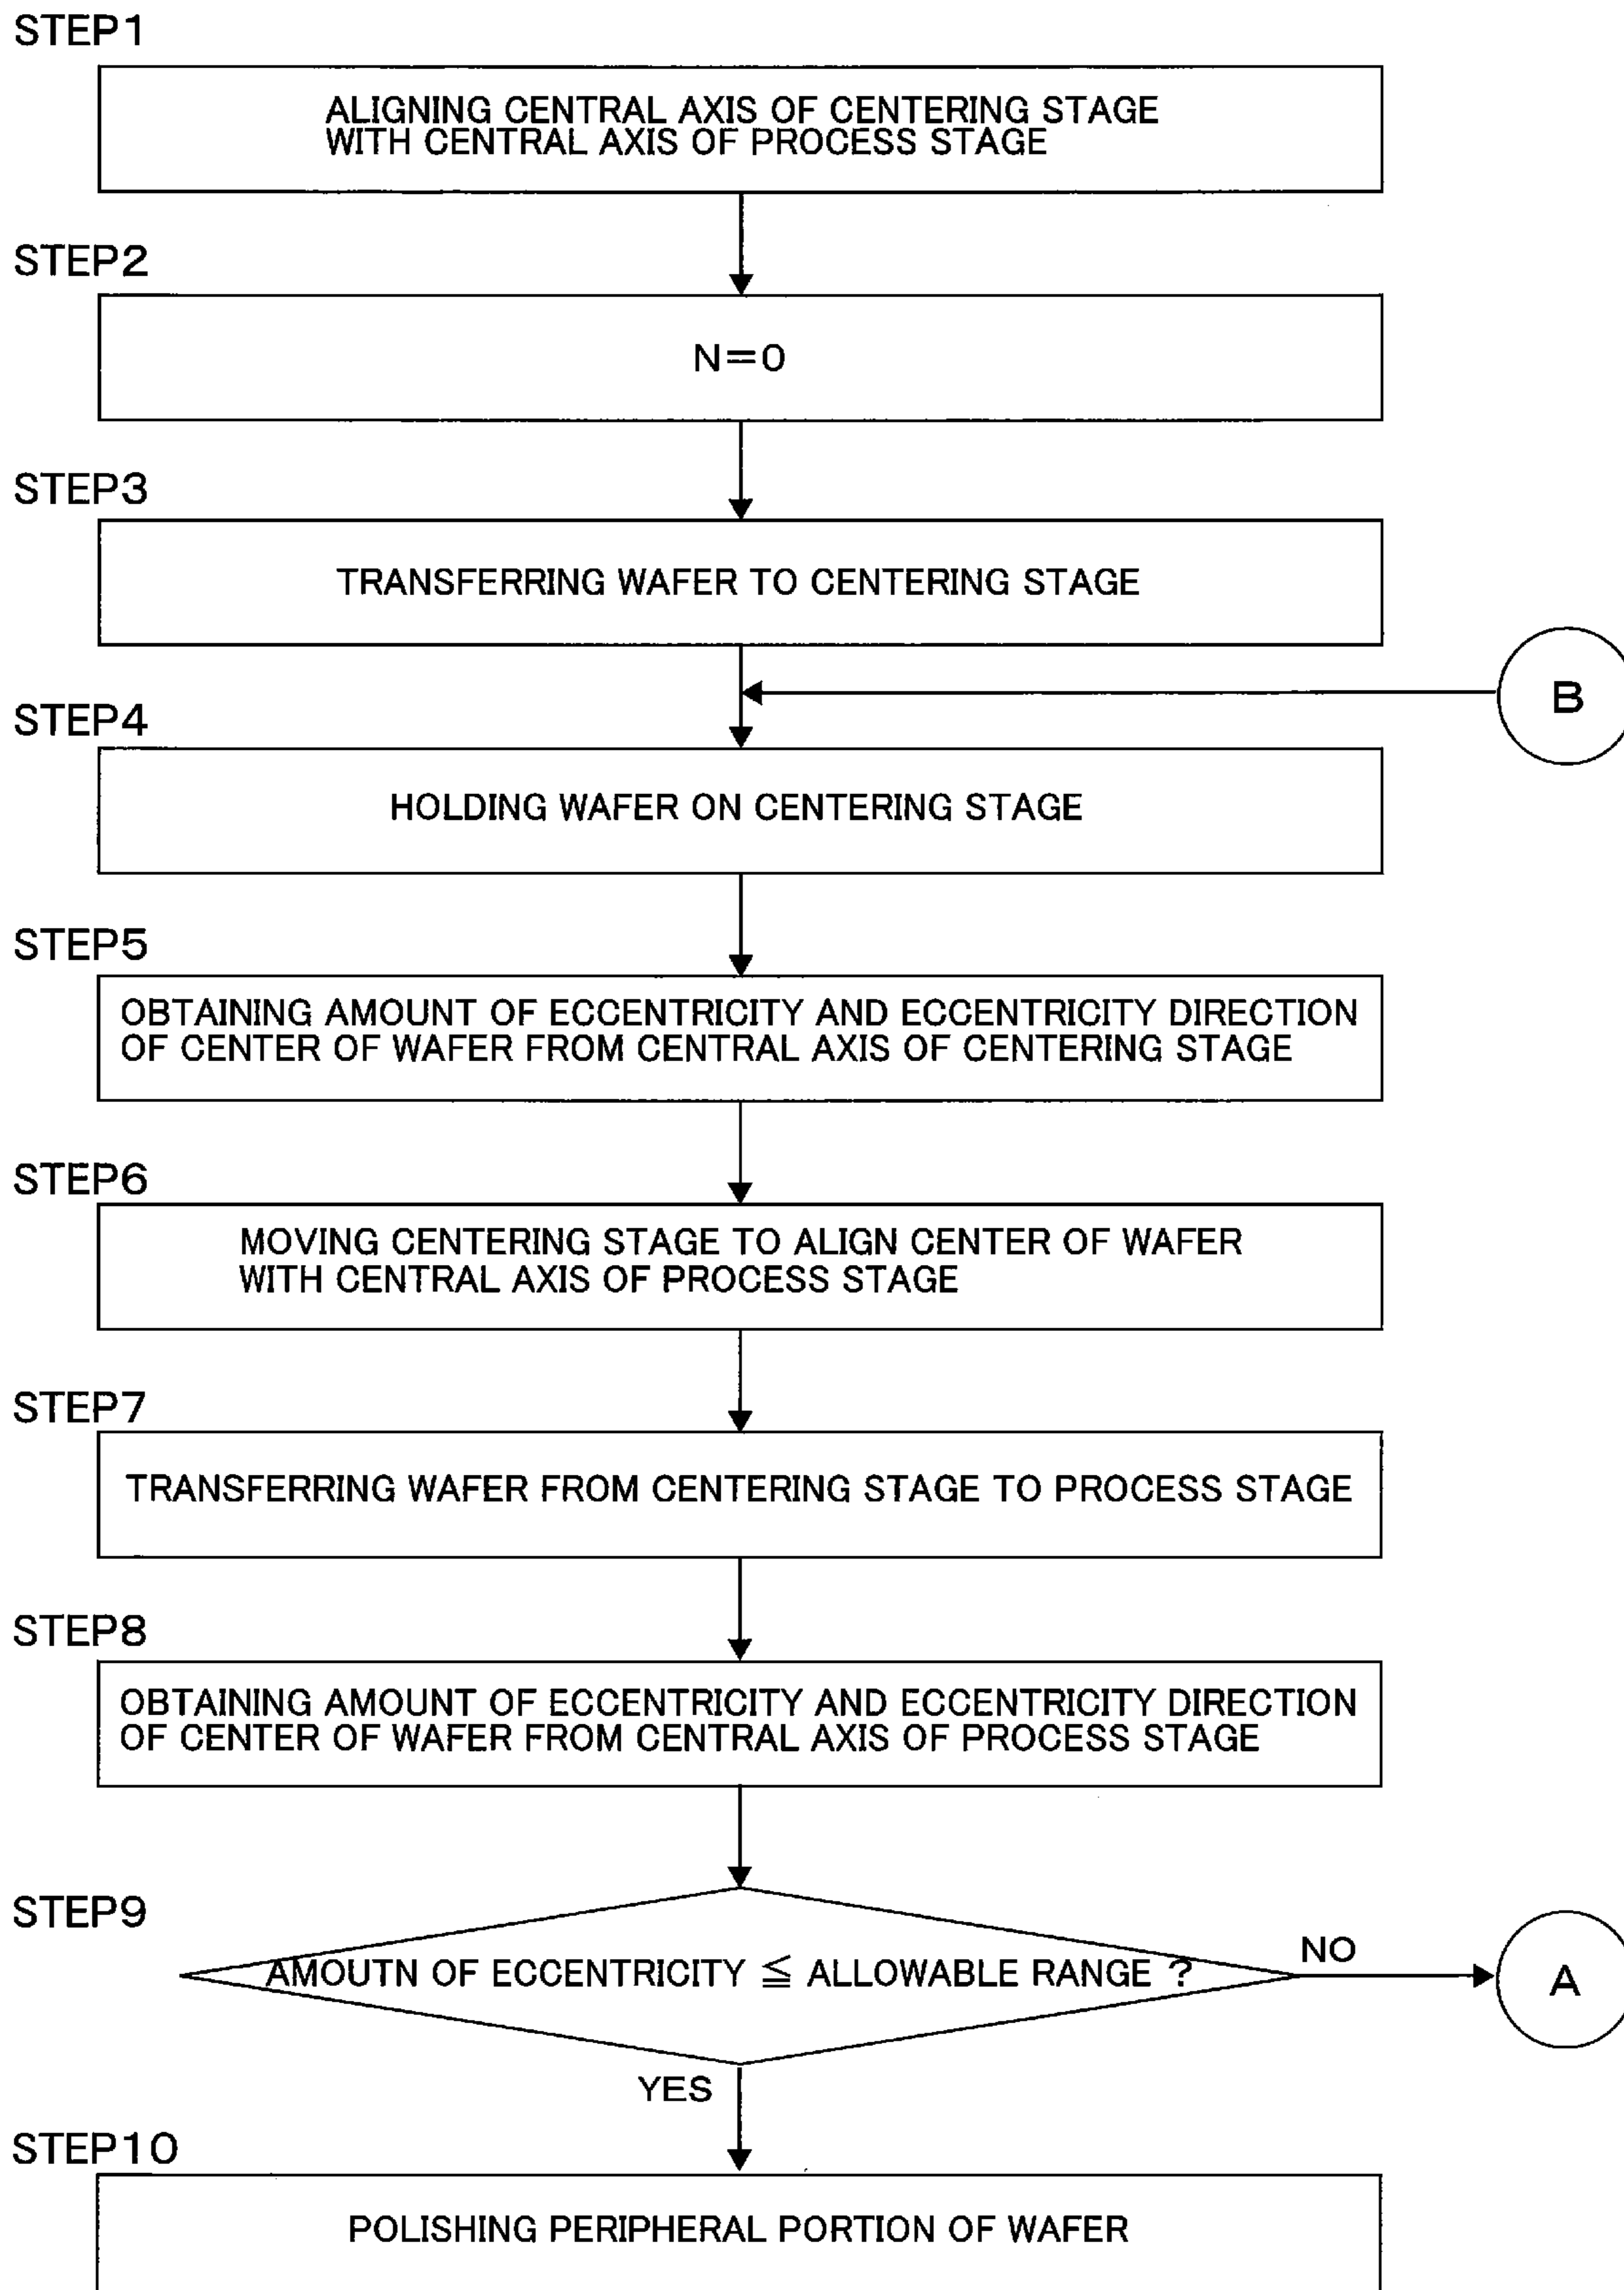 STEP1
ALIGNING CENTRAL AXIS OF CENTERING STAGE
WITH CENTRAL AXIS OF PROCESS STAGE
STEP2
N=0
STEP3
TRANSFERRING WAFER TO CENTERING STAGE
B
STEP4
HOLDING WAFER ON CENTERING STAGE
STEP5
OBTAINING AMOUNT OF ECCENTRICITY AND ECCENTRICITY DIRECTION
OF CENTER OF WAFER FROM CENTRAL AXIS OF CENTERING STAGE
STEP6
MOVING CENTERING STAGE TO ALIGN CENTER OF WAFER
WITH CENTRAL AXIS OF PROCESS STAGE
STEP7
TRANSFERRING WAFER FROM CENTERING STAGE TO PROCESS STAGE
STEP8
OBTAINING AMOUNT OF ECCENTRICITY AND ECCENTRICITY DIRECTION
OF CENTER OF WAFER FROM CENTRAL AXIS OF PROCESS STAGE
STEP9
AMOUTN OF ECCENTRICITY ≦ ALLOWABLE RANGE ?
NO
A
YES
STEP10
POLISHING PERIPHERAL PORTION OF WAFER